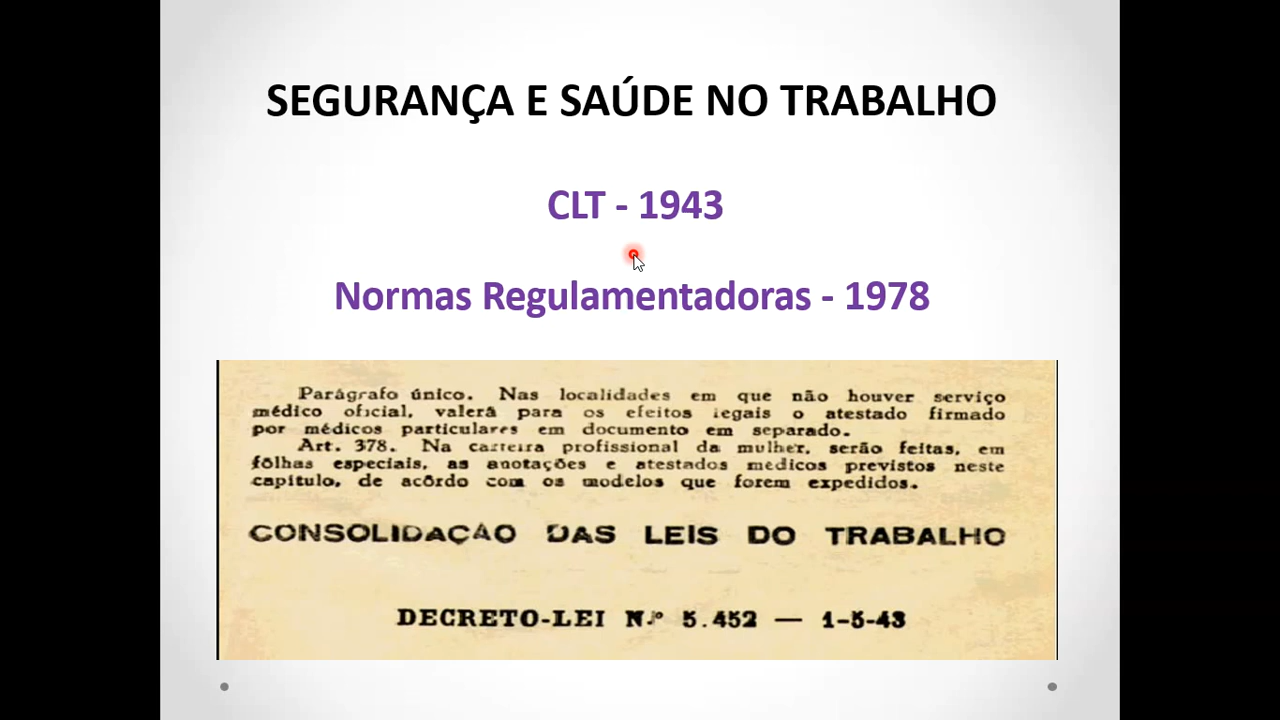 SEGURANÇA E SAÚDE NO TRABALHO
CLT - 1943
Normas Regulamentadoras - 1978
Parágrafo único. Nas localidades em que não houver serviço
médico oficial, valerá para os efeitos legais o atestado firmado
por médicos particulares em documento em separado.
Art. 378. Na carreira profissional da mulher, serão feitas, em
fôlhas especiais, as anotações e atestados médicos previstos neste
capítulo, de acôrdo com os modelos que forem expedidos.
CONSOLIDAÇÃO DAS LEIS DO TRABALHO
DECRETO-LEI N.º 5.452 — 1-5-43